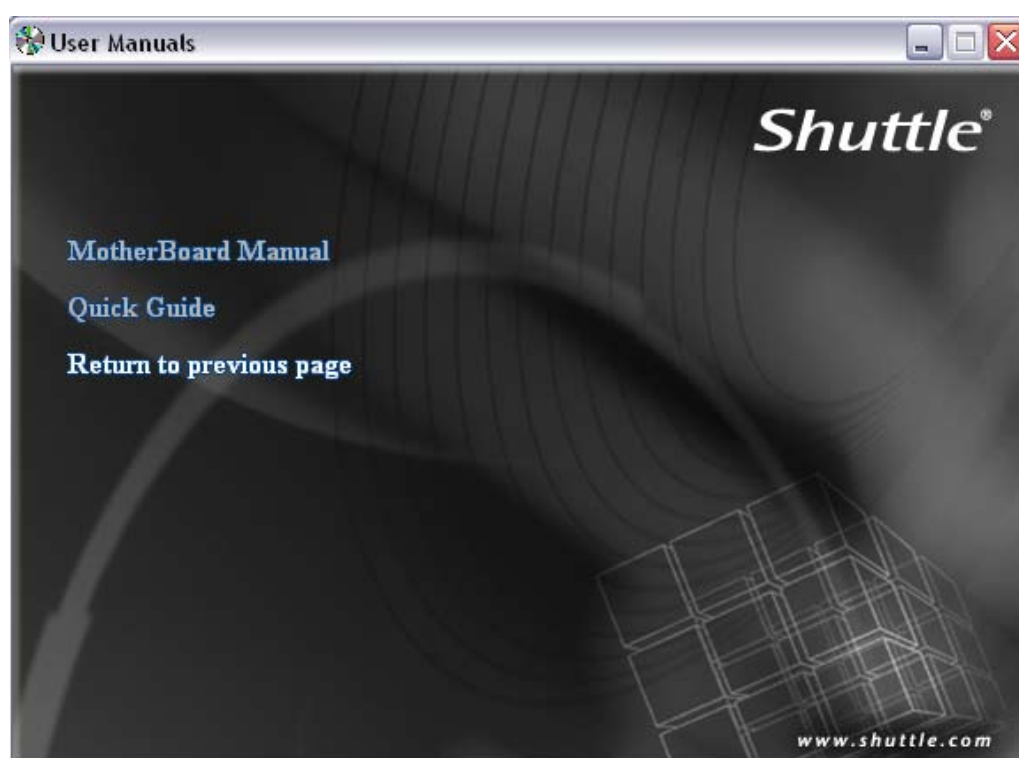 User Manuals
Shuttle®
MotherBoard Manual
Quick Guide
Return to previous page
www.shuttle.com